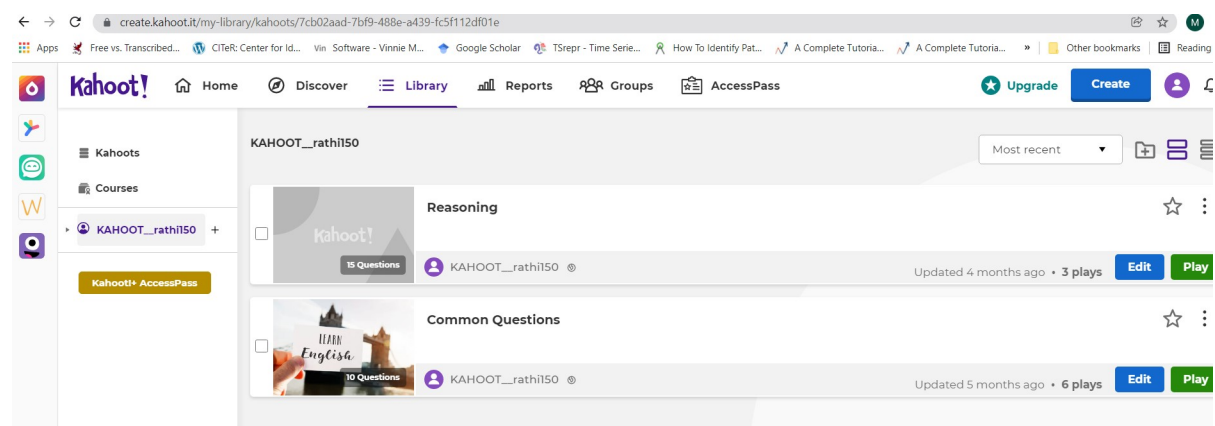 create.kahoot.it/my-library/kahoots/7cb02aad-7bf9-488e-a439-fc5f112df01e
M
Apps Free vs. Transcribed... CITeR: Center for Id... Vin Software - Vinnie M... Google Scholar TSrepr - Time Serie... How To Identify Pat... A Complete Tutoria... A Complete Tutoria... » Other bookmarks Reading
Kahoot! Home Discover Library Reports Groups AccessPass Upgrade Create
Kahoots
Courses
KAHOOT__rathi150 +
Kahoot!+ AccessPass
KAHOOT__rathi150
Most recent
Reasoning
Kahoot!
15 Questions
KAHOOT__rathi150
Updated 4 months ago • 3 plays
Edit
Play
Common Questions
LEARN
English
10 Questions
KAHOOT__rathi150
Updated 5 months ago • 6 plays
Edit
Play